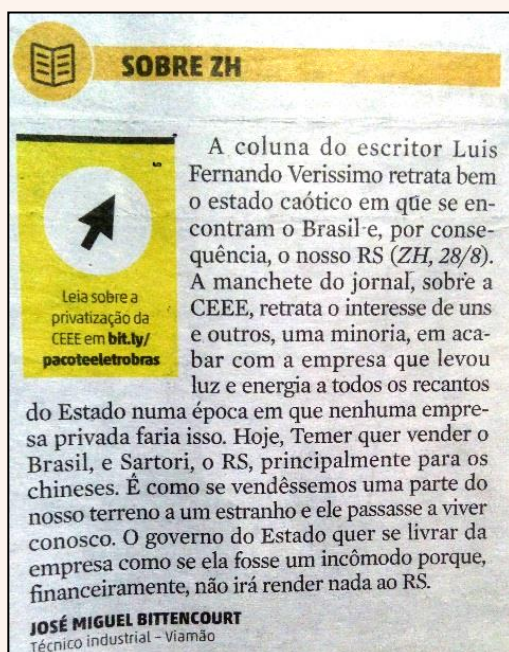 SOBRE ZH
A coluna do escritor Luis
Fernando Verissimo retrata bem
o estado caótico em que se en-
contram o Brasil e, por conse-
quência, o nosso RS (ZH, 28/8).
A manchete do jornal, sobre a
CEEE, retrata o interesse de uns
e outros, uma minoria, em aca-
bar com a empresa que levou
luz e energia a todos os recantos
do Estado numa época em que nenhuma empre-
sa privada faria isso. Hoje, Temer quer vender o
Brasil, e Sartori, o RS, principalmente para os
chineses. É como se vendêssemos uma parte do
nosso terreno a um estranho e ele passasse a viver
conosco. O governo do Estado quer se livrar da
empresa como se ela fosse um incômodo porque,
financeiramente, não irá render nada ao RS.
JOSÉ MIGUEL BITTENCOURT
Técnico industrial – Viamão
Leia sobre a
privatização da
CEEE em bit.ly/
pacoteeletrobras